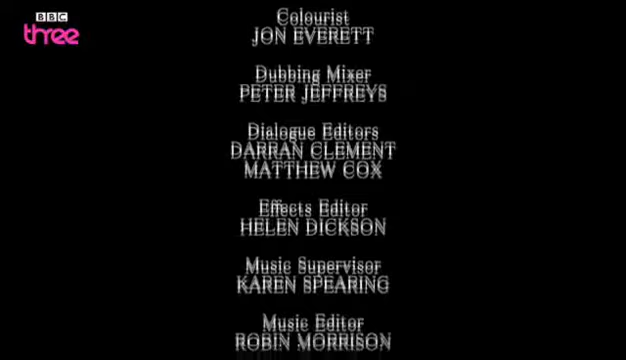 BBC
three
Colourist
JON EVERETT
Dubbing Mixer
PETER JEFFREYS
Dialogue Editors
DARRAN CLEMENT
MATTHEW COX
Effects Editor
HELEN DICKSON
Music Supervisor
KAREN SPEARING
Music Editor
ROBIN MORRISON